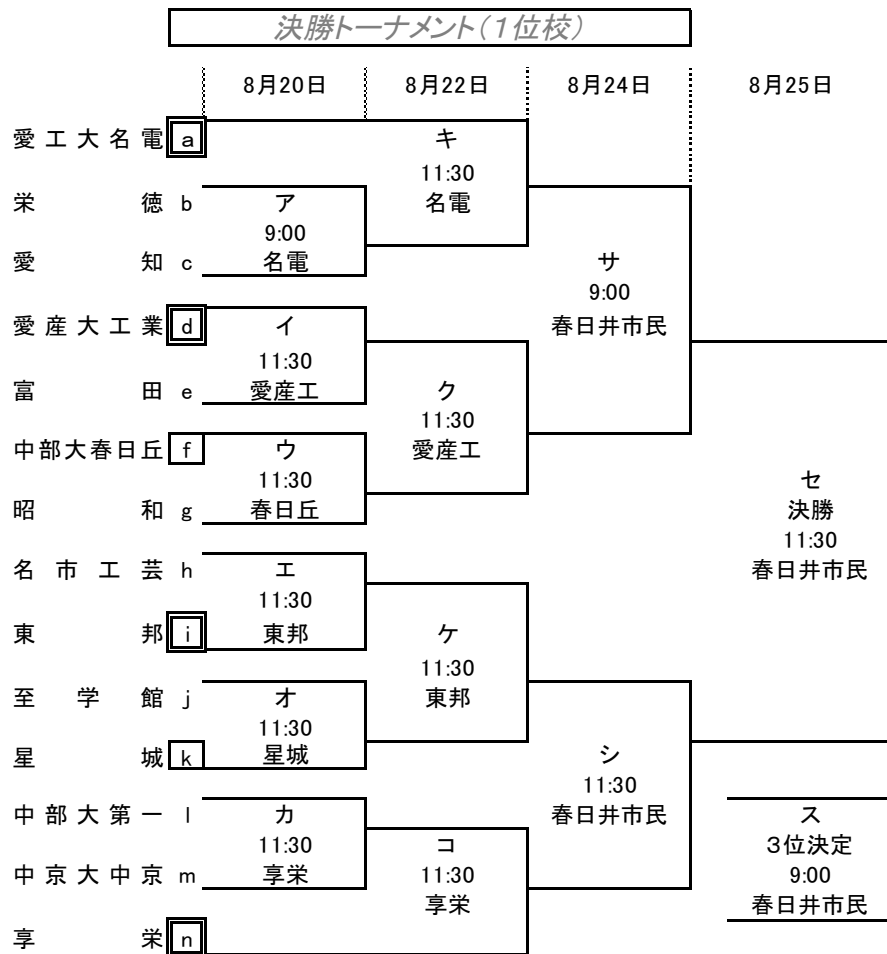 決勝トーナメント（１位校）
8月20日 8月22日 8月24日 8月25日
愛工大名電 a
キ
11:30
名電
栄徳 b
ア
9:00
名電
愛知 c
サ
9:00
春日井市民
愛産大工業 d
イ
11:30
愛産工
富田 e
ク
11:30
愛産工
中部大春日丘 f
ウ
11:30
春日丘
昭和 g
セ
決勝
11:30
春日井市民
名市工芸 h
エ
11:30
東邦
東邦 i
ケ
11:30
東邦
至学館 j
オ
11:30
星城
星城 k
シ
11:30
春日井市民
中部大第一 l
カ
11:30
享栄
中京大中京 m
コ
11:30
享栄
ス
３位決定
9:00
春日井市民
享栄 n